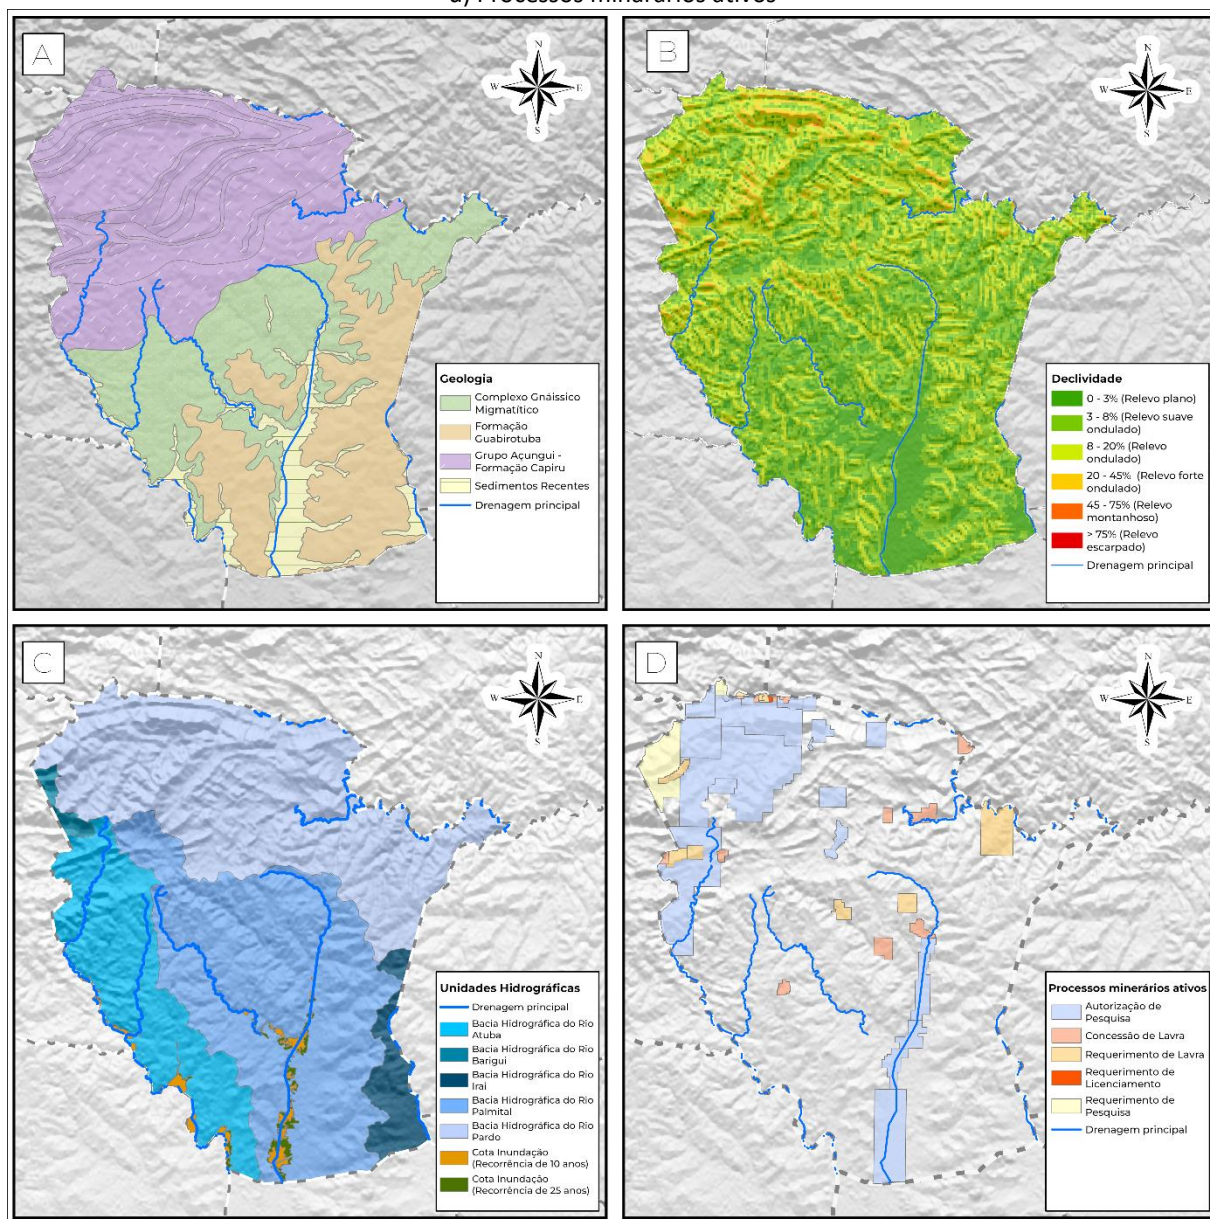 d) Processos minerários ativos
A
N
W
E
S
Geologia
Complexo Gnáissico
Migmatítico
Formação
Guabirotuba
Grupo Açungui -
Formação Capiru
Sedimentos Recentes
Drenagem principal
B
N
W
E
S
Declividade
0 - 3% (Relevo plano)
3 - 8% (Relevo suave
ondulado)
8 - 20% (Relevo
ondulado)
20 - 45% (Relevo forte
ondulado)
45 - 75% (Relevo
montanhoso)
> 75% (Relevo
escarpado)
Drenagem principal
C
N
W
E
S
Unidades Hidrográficas
Drenagem principal
Bacia Hidrográfica do Rio
Atuba
Bacia Hidrográfica do Rio
Barigui
Bacia Hidrográfica do Rio
Irai
Bacia Hidrográfica do Rio
Palmital
Bacia Hidrográfica do Rio
Pardo
Cota Inundação
(Recorrência de 10 anos)
Cota Inundação
(Recorrência de 25 anos)
D
N
W
E
S
Processos minerários ativos
Autorização de
Pesquisa
Concessão de Lavra
Requerimento de Lavra
Requerimento de
Licenciamento
Requerimento de
Pesquisa
Drenagem principal